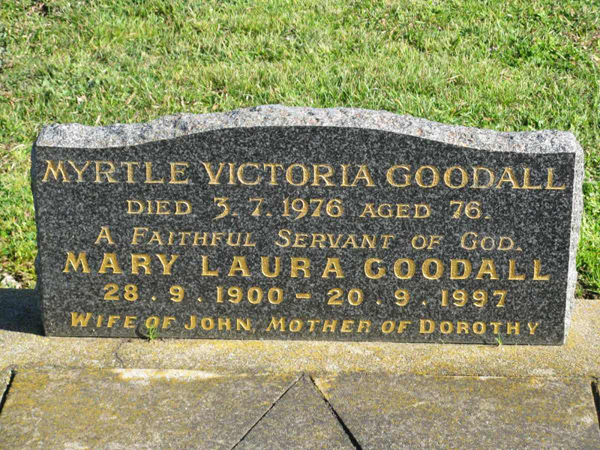 MYRTLE VICTORIA GOODALL
DIED 3.7.1976 AGED 76.
A FAITHFUL SERVANT OF GOD.
MARY LAURA GOODALL
28.9.1900 – 20.9.1997
WIFE OF JOHN, MOTHER OF DOROTHY